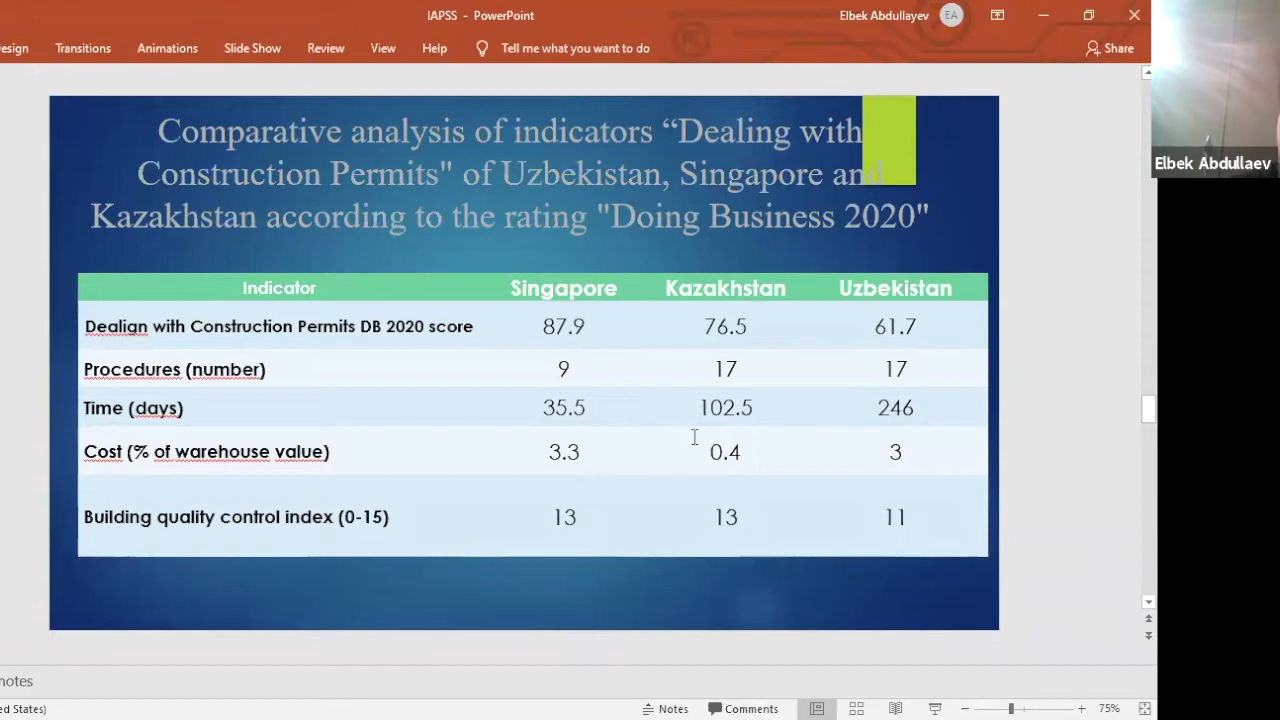 IAPSS - PowerPoint
Elbek Abdullayev EA
esign Transitions Animations Slide Show Review View Help Tell me what you want to do Share
Elbek Abdullaev
Comparative analysis of indicators “Dealing with
Construction Permits" of Uzbekistan, Singapore and
Kazakhstan according to the rating "Doing Business 2020"
Indicator Singapore Kazakhstan Uzbekistan
Dealign with Construction Permits DB 2020 score 87.9 76.5 61.7
Procedures (number) 9 17 17
Time (days) 35.5 102.5 246
Cost (% of warehouse value) 3.3 0.4 3
Building quality control index (0-15) 13 13 11
notes
ed States) Notes Comments 75%